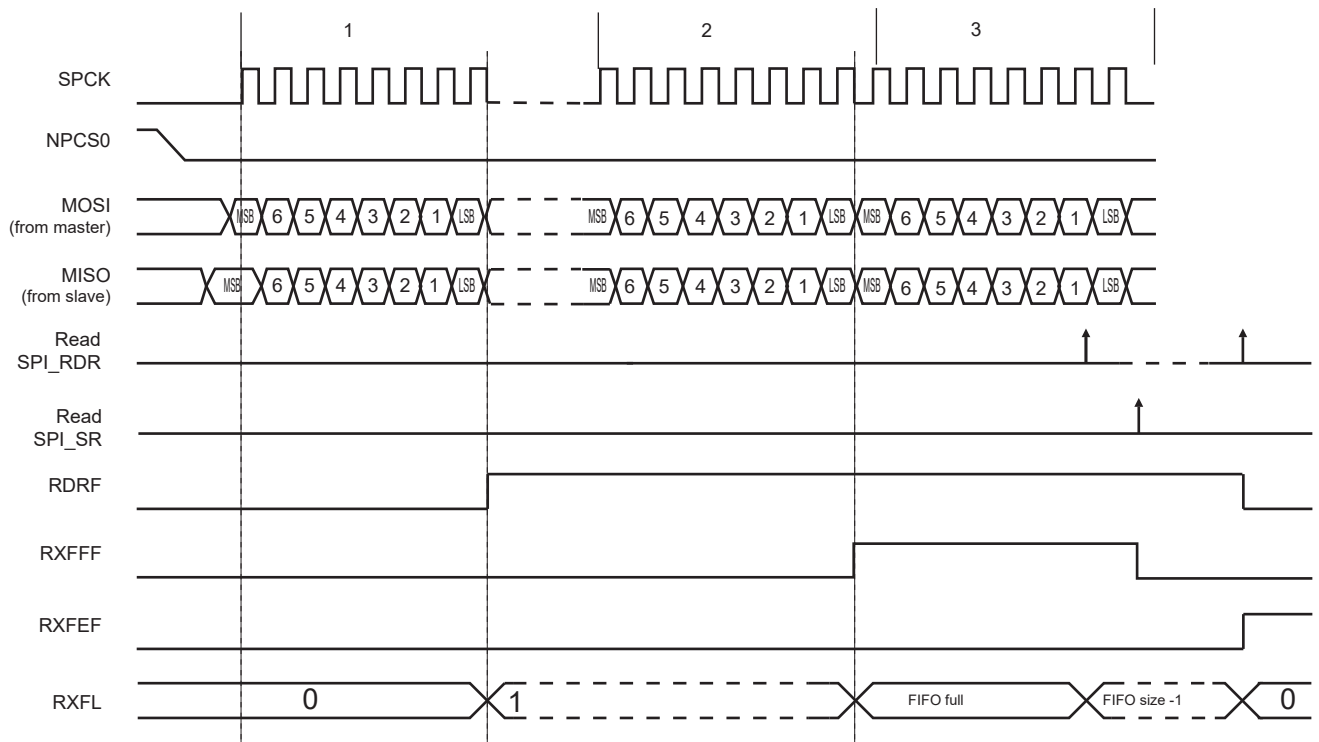 1 2 3
SPCK
NPCS0
MOSI
(from master)
MSB 6 5 4 3 2 1 LSB MSB 6 5 4 3 2 1 LSB MSB 6 5 4 3 2 1 LSB
MISO
(from slave)
MSB 6 5 4 3 2 1 LSB MSB 6 5 4 3 2 1 LSB MSB 6 5 4 3 2 1 LSB
Read
SPI_RDR
Read
SPI_SR
RDRF
RXFFF
RXFEF
RXFL 0 1 FIFO full FIFO size -1 0